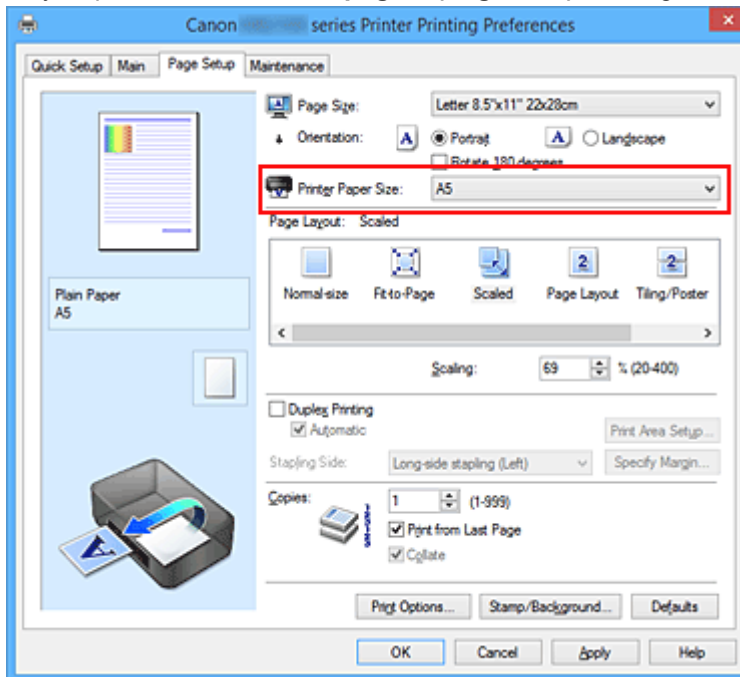 Canon series Printer Printing Preferences
Quick Setup Main Page Setup Maintenance
Page Size: Letter 8.5"x11" 22x28cm
Orientation: A Portrait A Landscape
Rotate 180 degrees
Printer Paper Size: A5
Page Layout: Scaled
2 2
Normal-size Fit-to-Page Scaled Page Layout Tiling/Poster
Plain Paper
A5
Scaling: 69 % (20-400)
Duplex Printing
Automatic
Print Area Setup...
Stapling Side: Long-side stapling (Left) Specify Margin...
Copies: 1 (1-999)
Print from Last Page
Collate
A
Print Options... Stamp/Background... Defaults
OK Cancel Apply Help